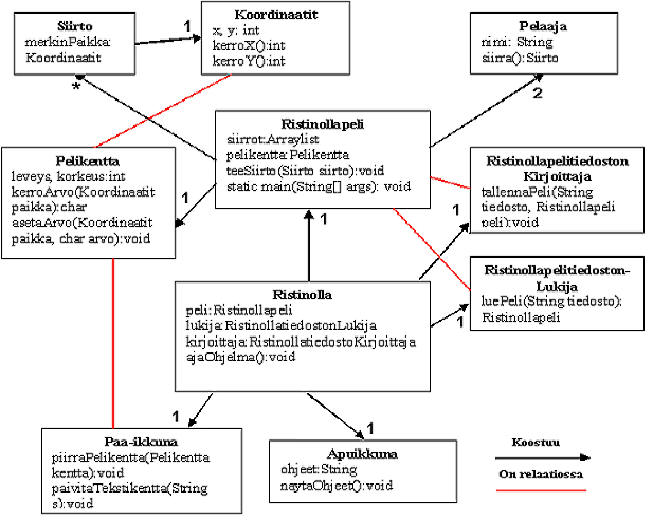 Siirto
merkinPaikka:
Koordinaatit
1
Koordinaatit
x, y: int
kerroX():int
kerroY():int
Pelaaja
nimi: String
siirra():Siirto
*
2
Ristinollapeli
siirrot:Arraylist
pelikentta:Pelikentta
teeSiirto(Siirto siirto):void
static main(String[] args): void
Pelikentta
leveys, korkeus:int
kerroArvo(Koordinaatit
paikka):char
asetaArvo(Koordinaatit
paikka, char arvo):void
1
1
1
Ristinollapelitiedoston
Kirjoittaja
tallennaPeli(String
tiedosto, Ristinollapeli
peli):void
Ristinollapelitiedoston-
Lukija
luePeli(String tiedosto):
Ristinollapeli
1
Ristinolla
peli:Ristinollapeli
lukija:RistinollatiedostonLukija
kirjoittaja:RistinollatiedostoKirjoittaja
ajaOhjelma():void
1
1
Paa-ikkuna
piirraPelikentta(Pelikentta
kentta):void
paivitaTekstikentta(String
s):void
Apuikkuna
ohjeet:String
naytaOhjeet():void
Koostuu
On relaatiossa